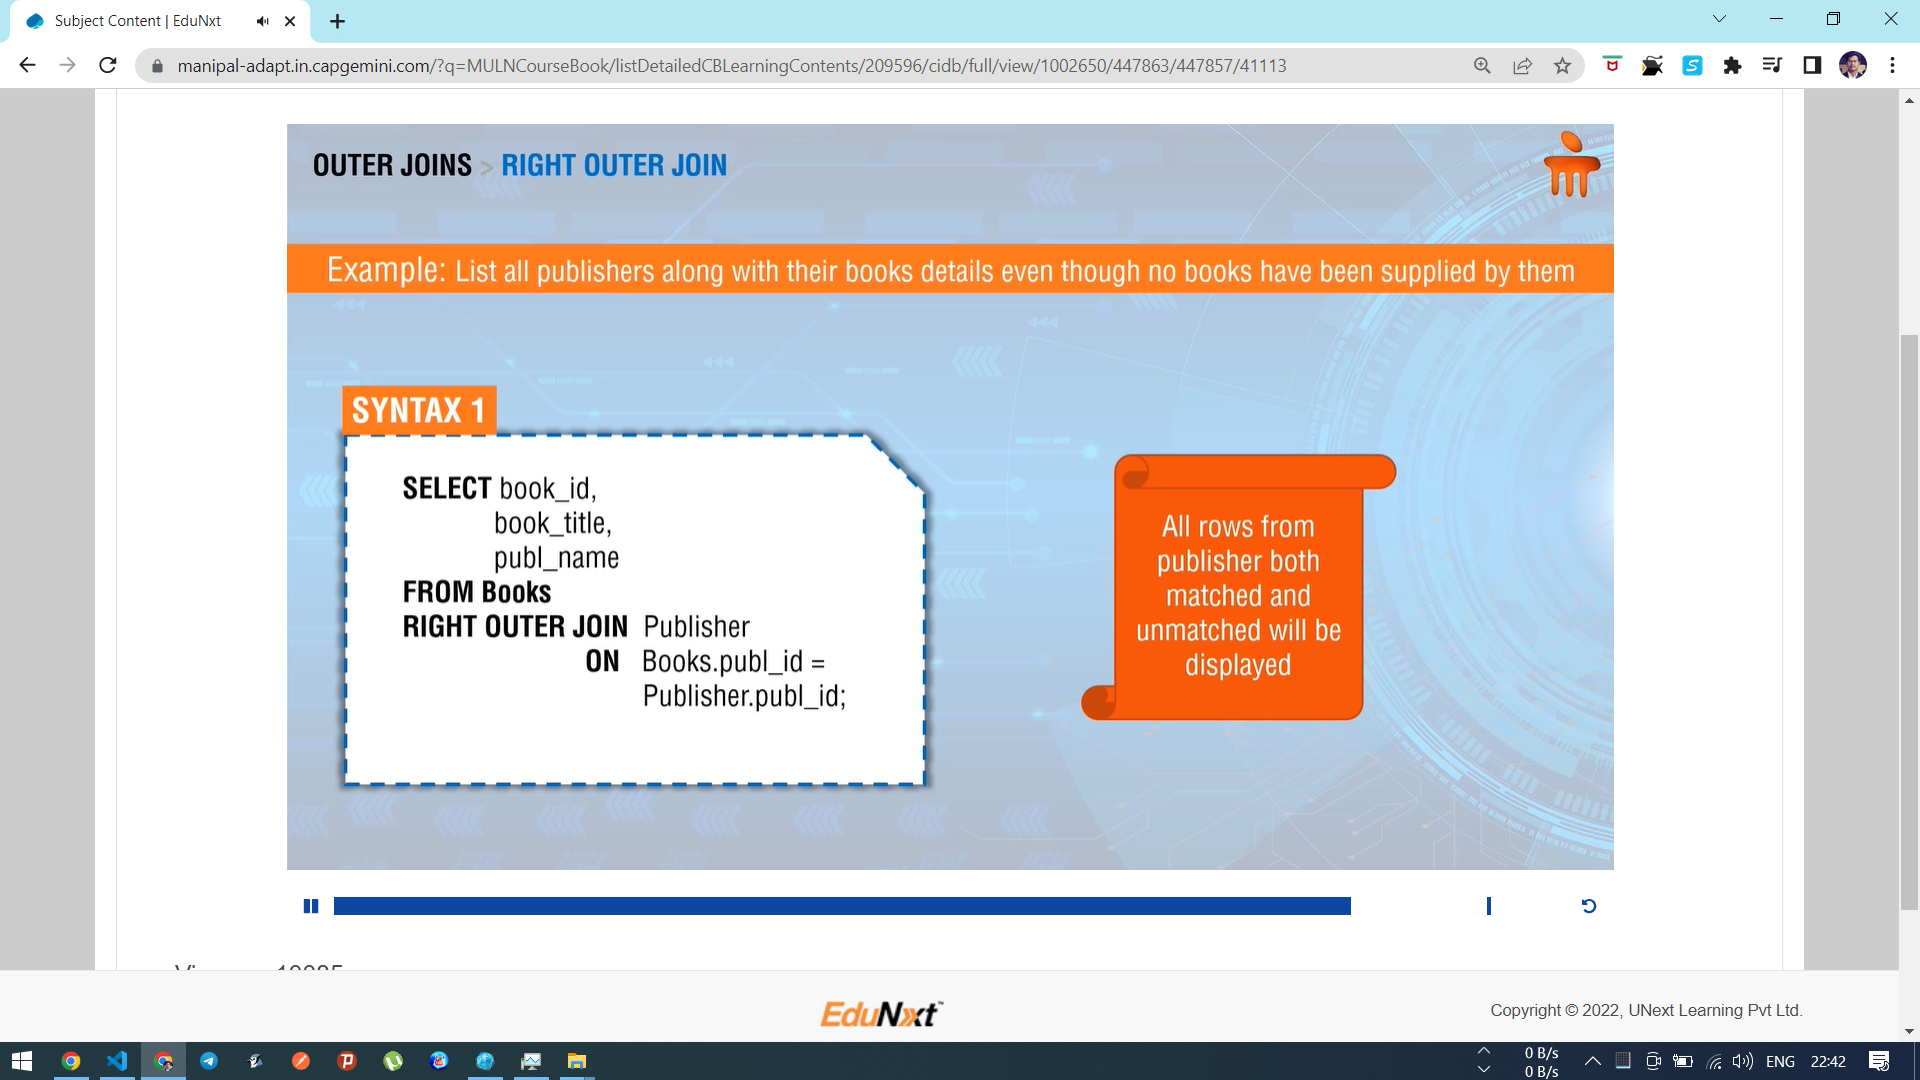 Subject Content | EduNxt
manipal-adapt.in.capgemini.com/?q=MULNCourseBook/listDetailedCBLearningContents/209596/cidb/full/view/1002650/447863/447857/41113
OUTER JOINS > RIGHT OUTER JOIN
Example: List all publishers along with their books details even though no books have been supplied by them
SYNTAX 1
SELECT book_id,
book_title,
publ_name
FROM Books
RIGHT OUTER JOIN Publisher
ON Books.publ_id =
Publisher.publ_id;
All rows from
publisher both
matched and
unmatched will be
displayed
EduNxt™
Copyright © 2022, UNext Learning Pvt Ltd.
0 B/s
0 B/s
ENG
22:42